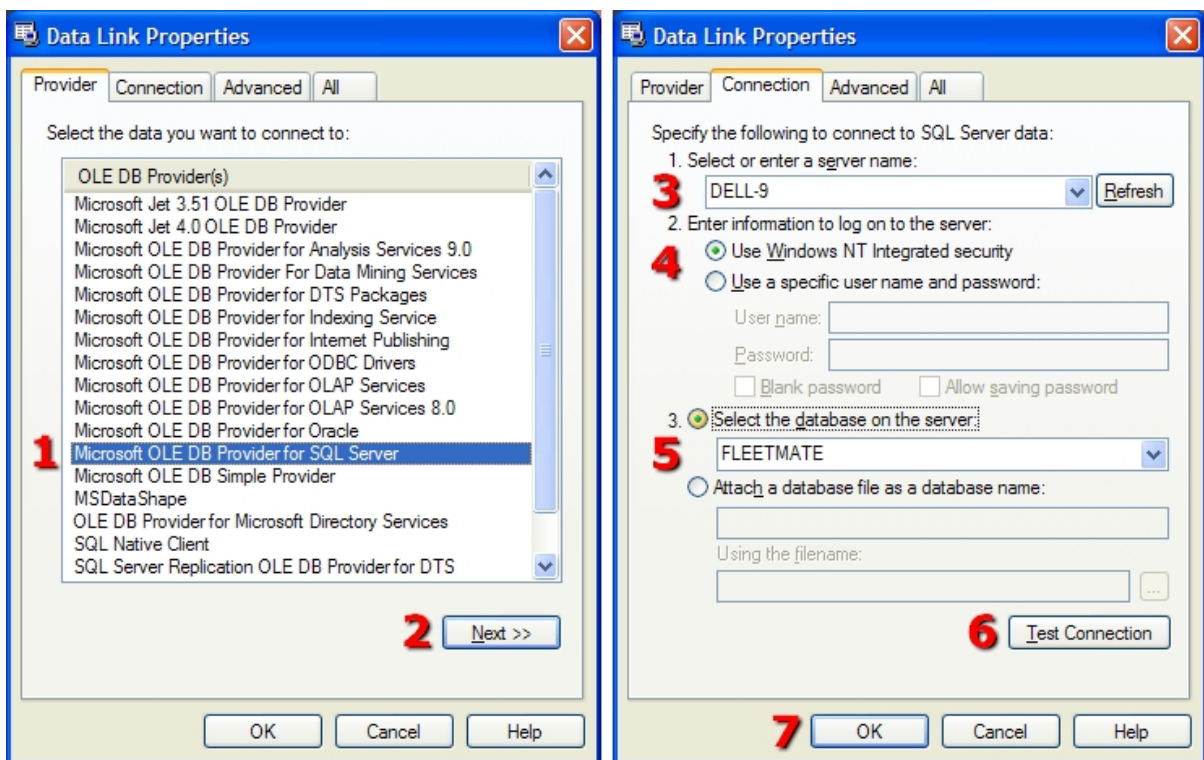 Data Link Properties
Provider Connection Advanced All
Select the data you want to connect to:
OLE DB Provider(s)
Microsoft Jet 3.51 OLE DB Provider
Microsoft Jet 4.0 OLE DB Provider
Microsoft OLE DB Provider for Analysis Services 9.0
Microsoft OLE DB Provider For Data Mining Services
Microsoft OLE DB Provider for DTS Packages
Microsoft OLE DB Provider for Indexing Service
Microsoft OLE DB Provider for Internet Publishing
Microsoft OLE DB Provider for ODBC Drivers
Microsoft OLE DB Provider for OLAP Services
Microsoft OLE DB Provider for OLAP Services 8.0
Microsoft OLE DB Provider for Oracle
1 Microsoft OLE DB Provider for SQL Server
Microsoft OLE DB Simple Provider
MSDataShape
OLE DB Provider for Microsoft Directory Services
SQL Native Client
SQL Server Replication OLE DB Provider for DTS
2 Next >>
OK Cancel Help
Data Link Properties
Provider Connection Advanced All
Specify the following to connect to SQL Server data:
1. Select or enter a server name:
3 DELL-9 Refresh
2. Enter information to log on to the server:
4 Use Windows NT Integrated security
Use a specific user name and password:
User name:
Password:
Blank password Allow saving password
3. Select the database on the server:
5 FLEETMATE
Attach a database file as a database name:
Using the filename:
...
6 Test Connection
7 OK Cancel Help